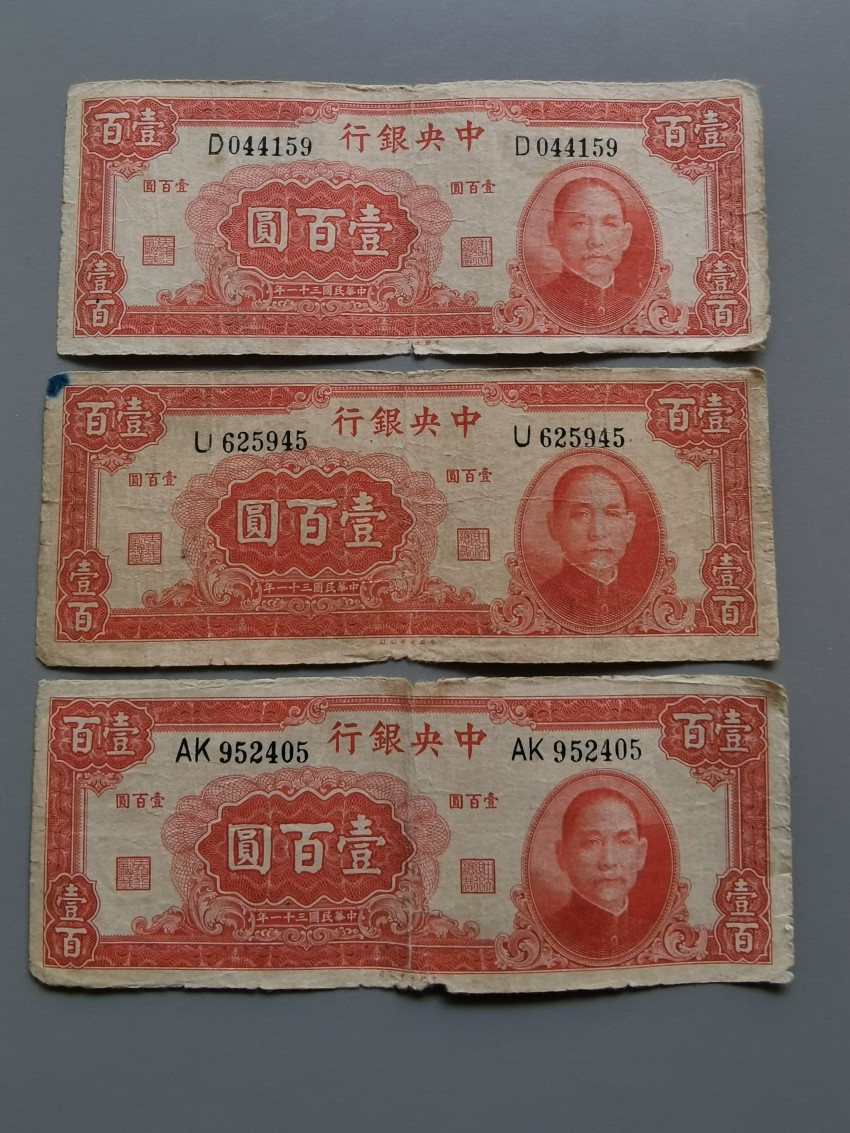 百壹 行銀央中 百壹
D044159 D044159
圓百壹 圓百壹
圓百壹
年一十三國民華中
壹百 壹百
百壹 行銀央中 百壹
U 625945 U 625945
圓百壹 圓百壹
圓百壹
年一十三國民華中
壹百 壹百
百壹 行銀央中 百壹
AK 952405 AK 952405
圓百壹 圓百壹
圓百壹
年一十三國民華中
壹百 壹百